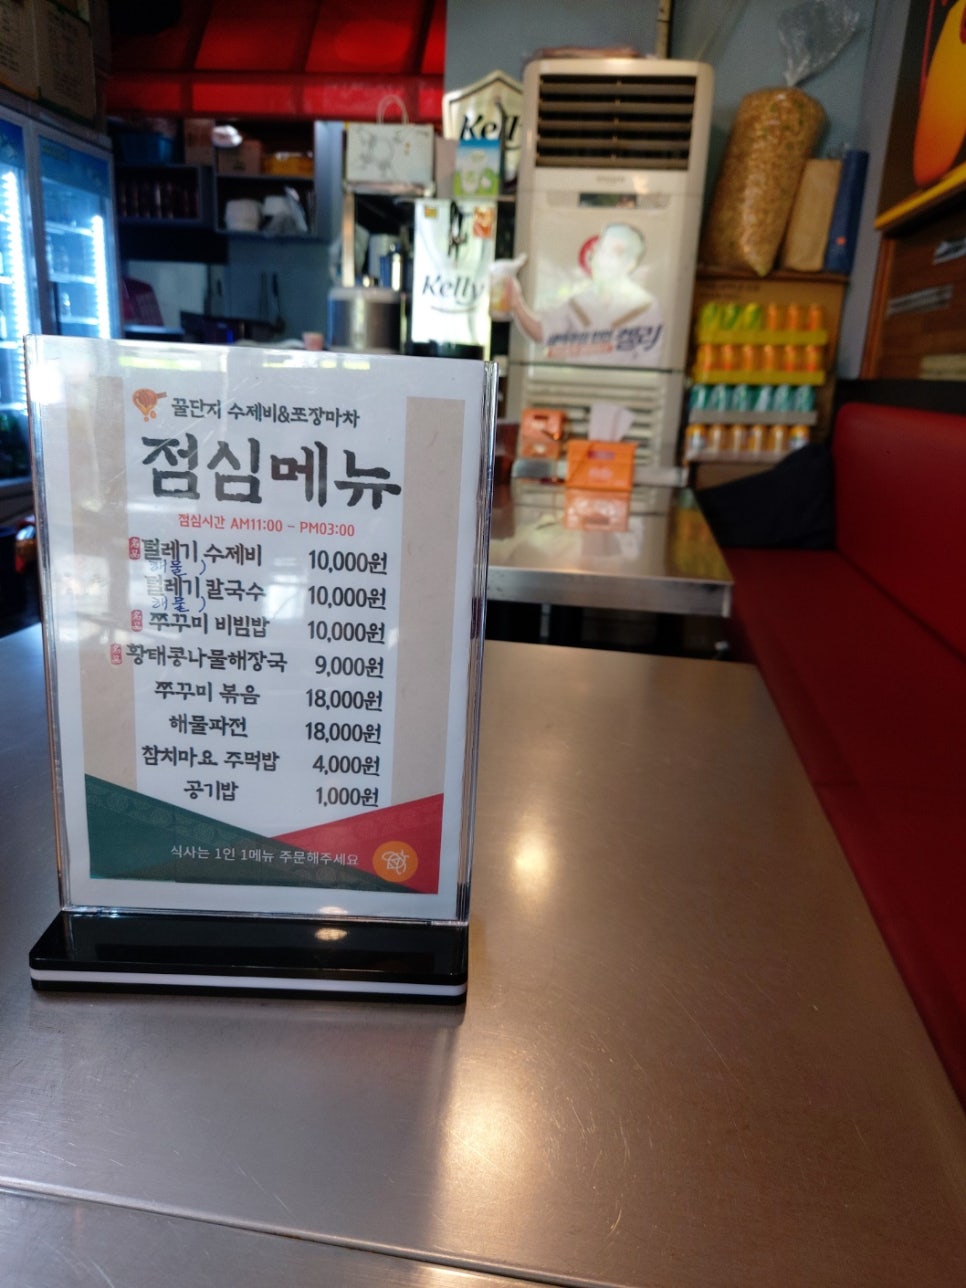 Kelly
Kelly
켈리
꿀단지 수제비&포장마차
점심메뉴
점심시간 AM11:00 - PM03:00
털레기 수제비 10,000원
해물 )
털레기 칼국수 10,000원
해물 )
쭈꾸미 비빔밥 10,000원
황태콩나물해장국 9,000원
쭈꾸미 볶음 18,000원
해물파전 18,000원
참치마요 주먹밥 4,000원
공기밥 1,000원
식사는 1인 1메뉴 주문해주세요